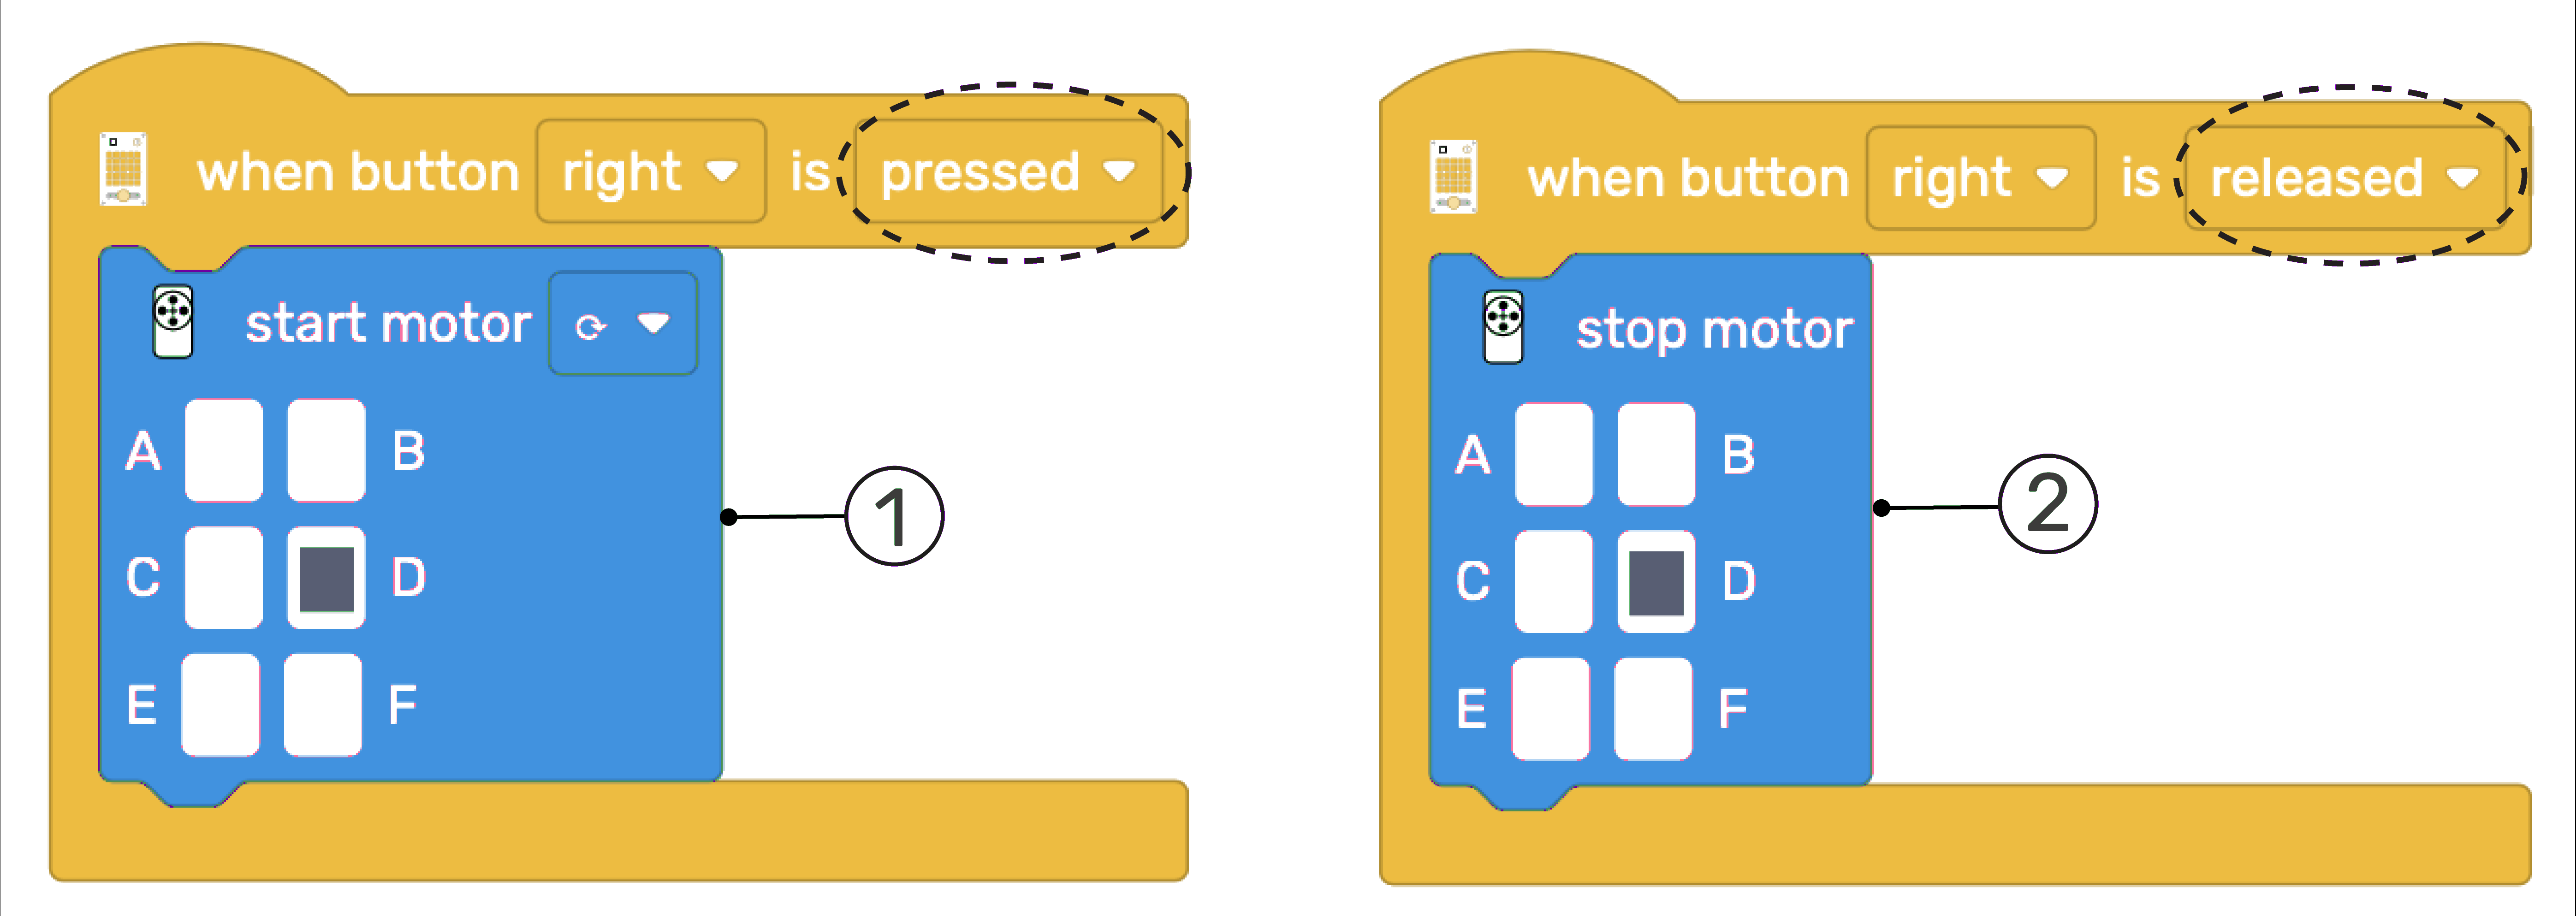 when button right is pressed
start motor
A B
C D
E F
1
when button right is released
stop motor
A B
C D
E F
2